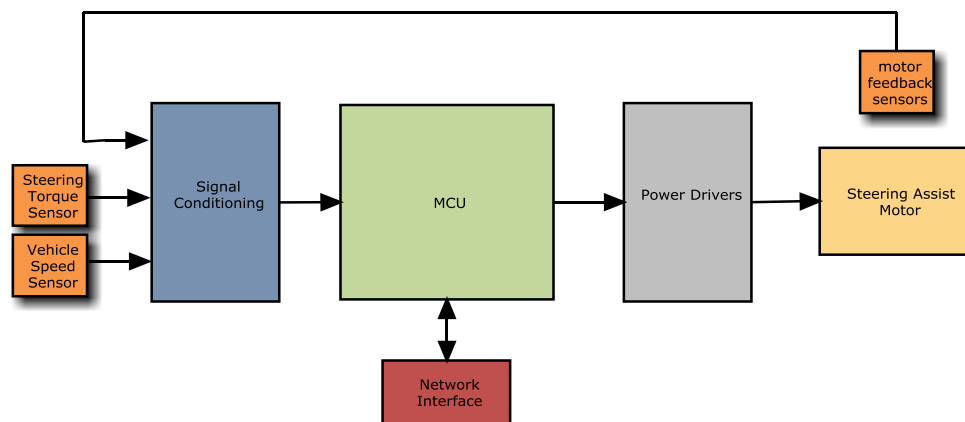 motor
feedback
sensors
Steering
Torque
Sensor
Vehicle
Speed
Sensor
Signal
Conditioning
MCU
Power Drivers
Steering Assist
Motor
Network
Interface